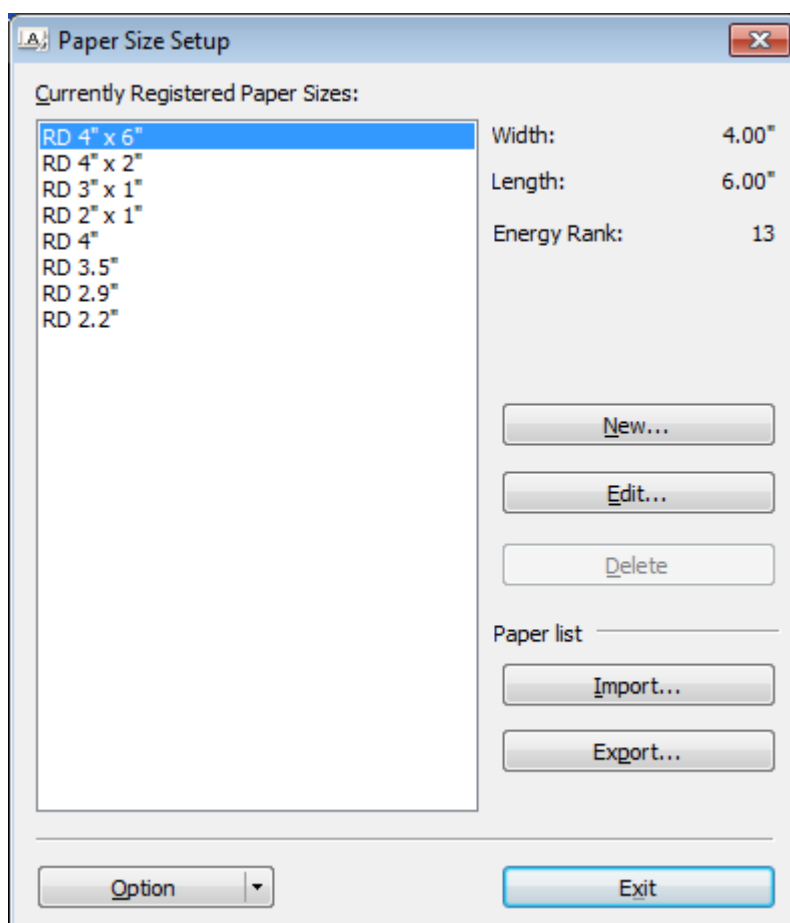 Paper Size Setup
Currently Registered Paper Sizes:
RD 4" x 6"
RD 4" x 2"
RD 3" x 1"
RD 2" x 1"
RD 4"
RD 3.5"
RD 2.9"
RD 2.2"
Width: 4.00"
Length: 6.00"
Energy Rank: 13
New...
Edit...
Delete
Paper list
Import...
Export...
Option
Exit